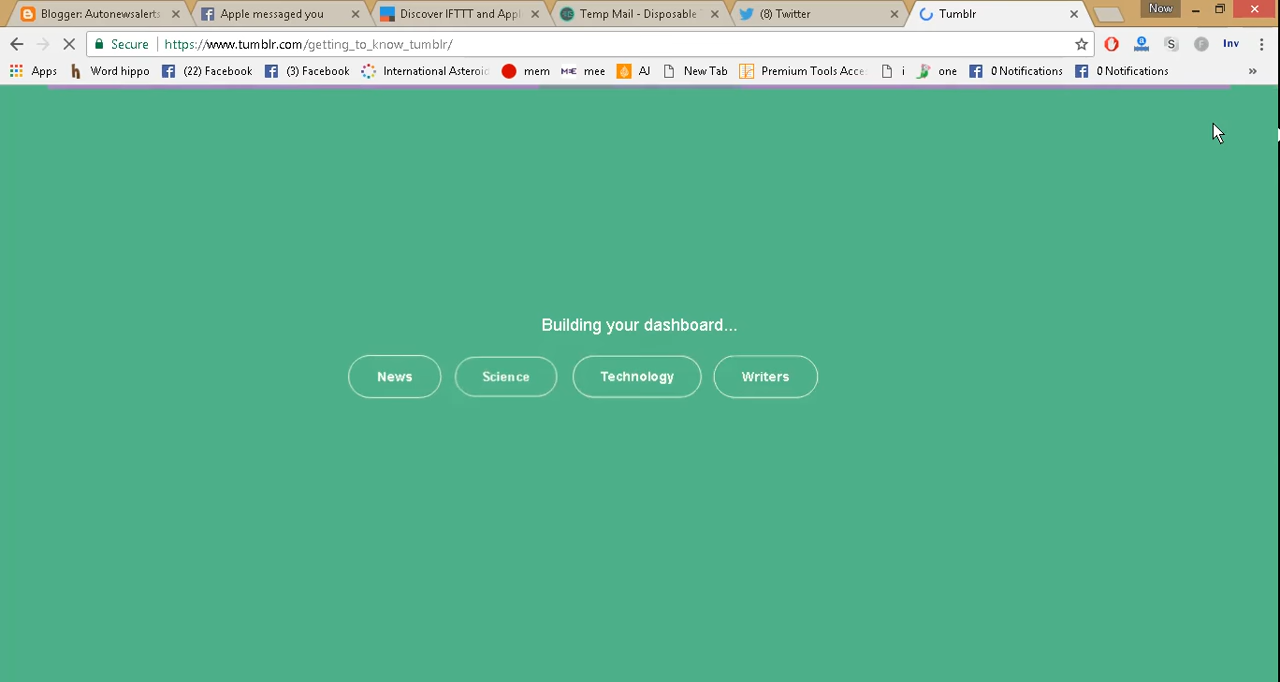 Blogger: Autonewsalerts Apple messaged you Discover IFTTT and Appl Temp Mail - Disposable (8) Twitter Tumblr Now
Secure https://www.tumblr.com/getting_to_know_tumblr/ S F Inv
Apps h Word hippo (22) Facebook (3) Facebook International Asteroi mem ME mee AJ New Tab Premium Tools Acce i one 0 Notifications 0 Notifications »
Building your dashboard...
News Science Technology Writers